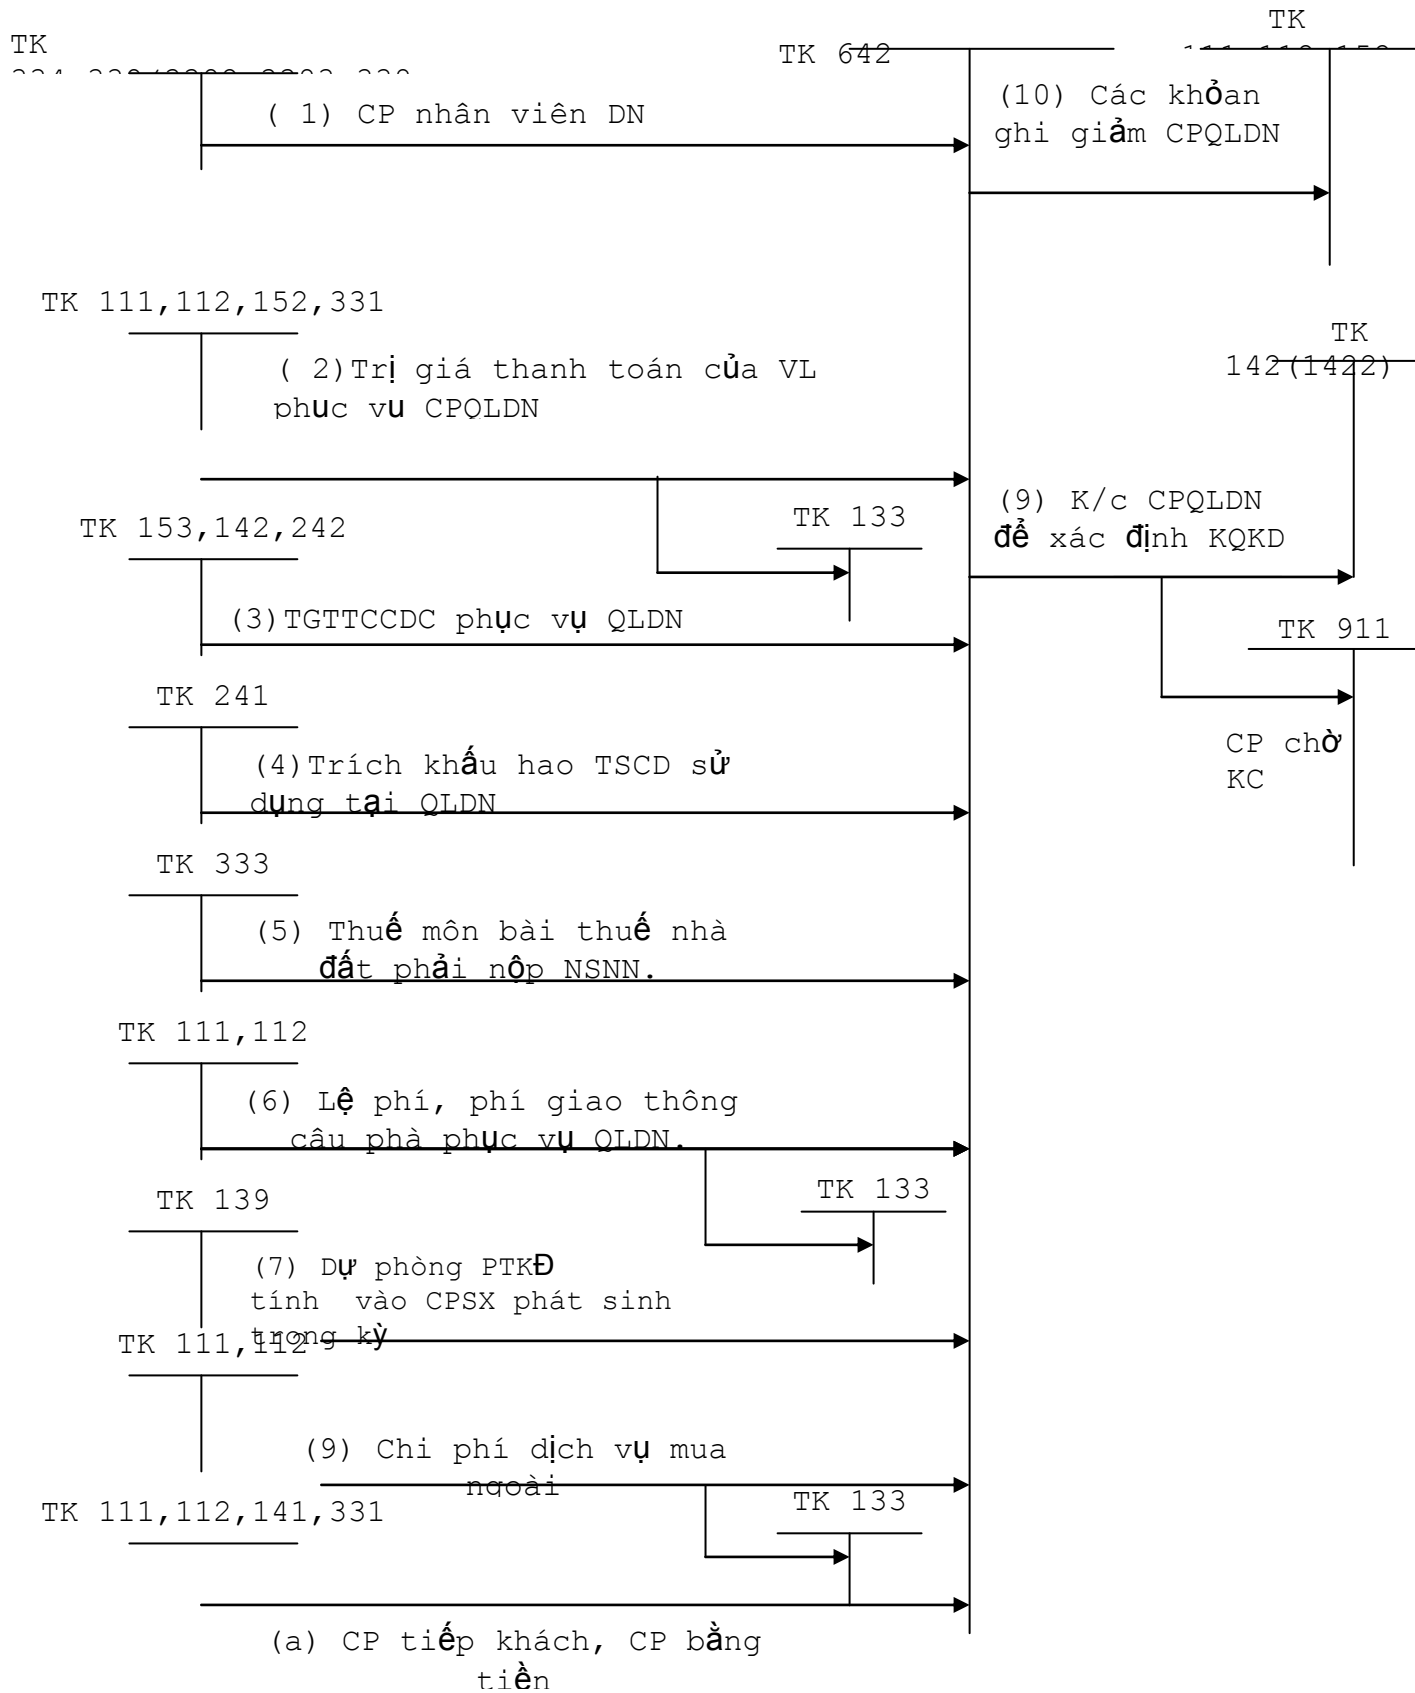 TK
TK 642
TK
( 1) CP nhân viên DN
(10) Các khỏan
ghi giảm CPQLDN
TK 111,112,152,331
( 2)Trị giá thanh toán của VL
phục vụ CPQLDN
TK
142(1422)
TK 153,142,242
TK 133
(9) K/c CPQLDN
để xác định KQKD
(3)TGTTCCDC phục vụ QLDN
TK 911
TK 241
(4)Trích khấu hao TSCD sử
dụng tại QLDN
CP chờ
KC
TK 333
(5) Thuế môn bài thuế nhà
đất phải nộp NSNN.
TK 111,112
(6) Lệ phí, phí giao thông
câu phà phục vụ QLDN.
TK 133
TK 139
(7) Dự phòng PTKĐ
tính vào CPSX phát sinh
trong kỳ
TK 111,112
(9) Chi phí dịch vụ mua
ngoài
TK 133
TK 111,112,141,331
(a) CP tiếp khách, CP bằng
tiền